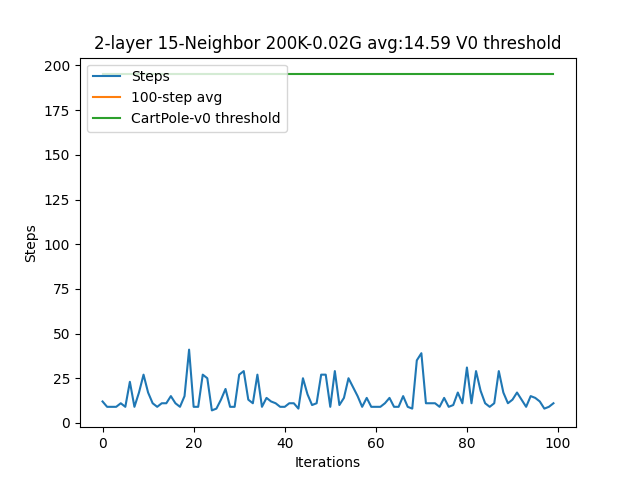 2-layer 15-Neighbor 200K-0.02G avg:14.59 V0 threshold
200
175
150
125
100
75
50
25
0
Steps
Steps
100-step avg
CartPole-v0 threshold
0 20 40 60 80 100
Iterations